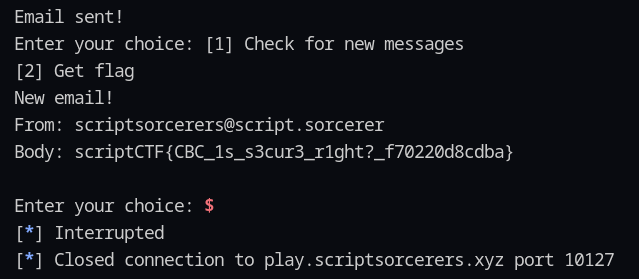 Email sent!
Enter your choice: [1] Check for new messages
[2] Get flag
New email!
From: scriptsorcerers@script.sorcerer
Body: scriptCTF{CBC_1s_s3cur3_r1ght?_f70220d8cdba}
Enter your choice: $
[*] Interrupted
[*] Closed connection to play.scriptsorcerers.xyz port 10127